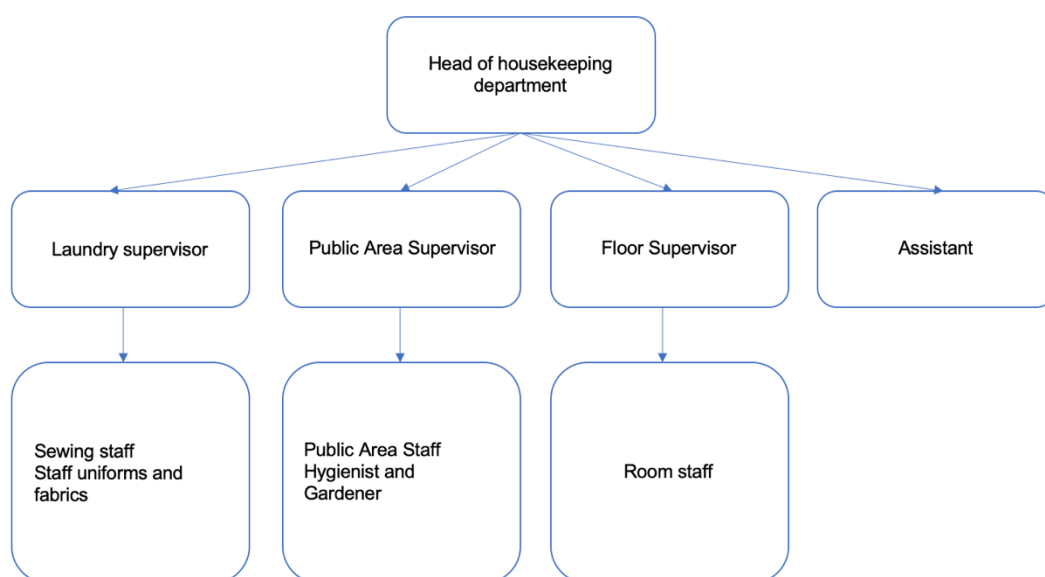 Head of housekeeping
department
Laundry supervisor
Public Area Supervisor
Floor Supervisor
Assistant
Sewing staff
Staff uniforms and
fabrics
Public Area Staff
Hygienist and
Gardener
Room staff